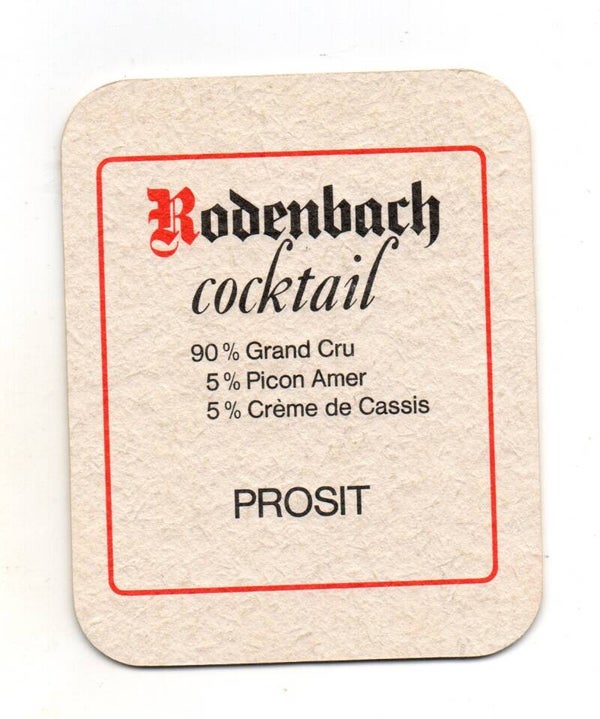 Rodenbach
cocktail
90 % Grand Cru
5 % Picon Amer
5 % Crème de Cassis
PROSIT